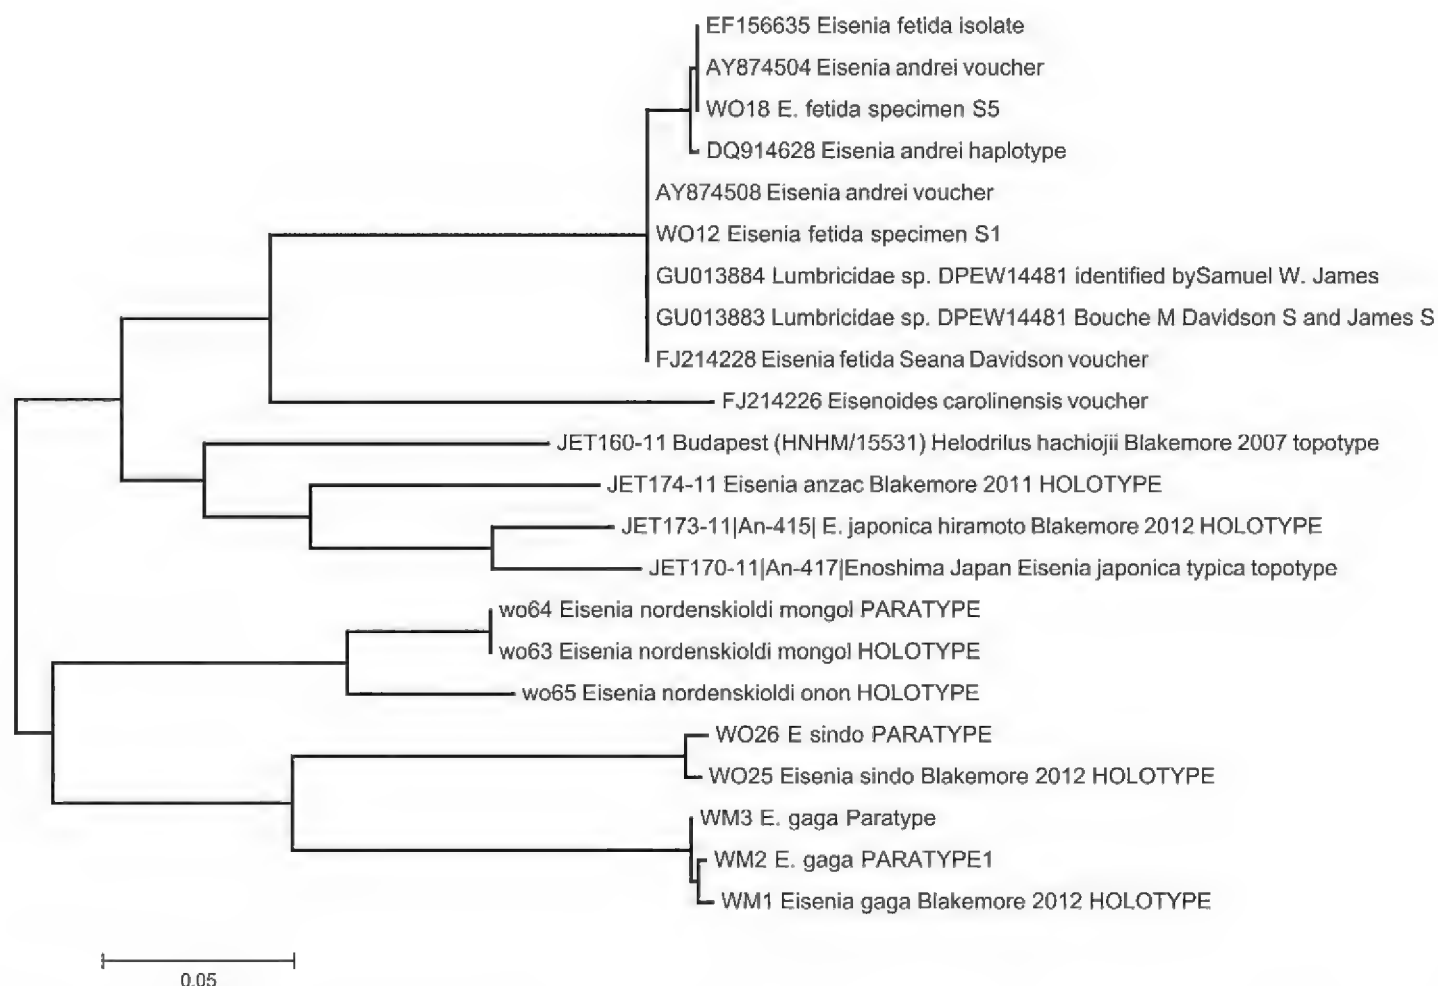 EF156635 Eisenia fetida isolate
AY874504 Eisenia andrei voucher
WO18 E. fetida specimen S5
DQ914628 Eisenia andrei haplotype
AY874508 Eisenia andrei voucher
WO12 Eisenia fetida specimen S1
GU013884 Lumbricidae sp. DPEW14481 identified bySamuel W. James
GU013883 Lumbricidae sp. DPEW14481 Bouche M Davidson S and James S
FJ214228 Eisenia fetida Seana Davidson voucher
FJ214226 Eisenoides carolinensis voucher
JET160-11 Budapest (HNHM/15531) Helodrilus hachiojii Blakemore 2007 topotype
JET174-11 Eisenia anzac Blakemore 2011 HOLOTYPE
JET173-11|An-415| E. japonica hiramoto Blakemore 2012 HOLOTYPE
JET170-11|An-417|Enoshima Japan Eisenia japonica typica topotype
wo64 Eisenia nordenskioldi mongol PARATYPE
wo63 Eisenia nordenskioldi mongol HOLOTYPE
wo65 Eisenia nordenskioldi onon HOLOTYPE
WO26 E sindo PARATYPE
WO25 Eisenia sindo Blakemore 2012 HOLOTYPE
WM3 E. gaga Paratype
WM2 E. gaga PARATYPE1
WM1 Eisenia gaga Blakemore 2012 HOLOTYPE
0.05